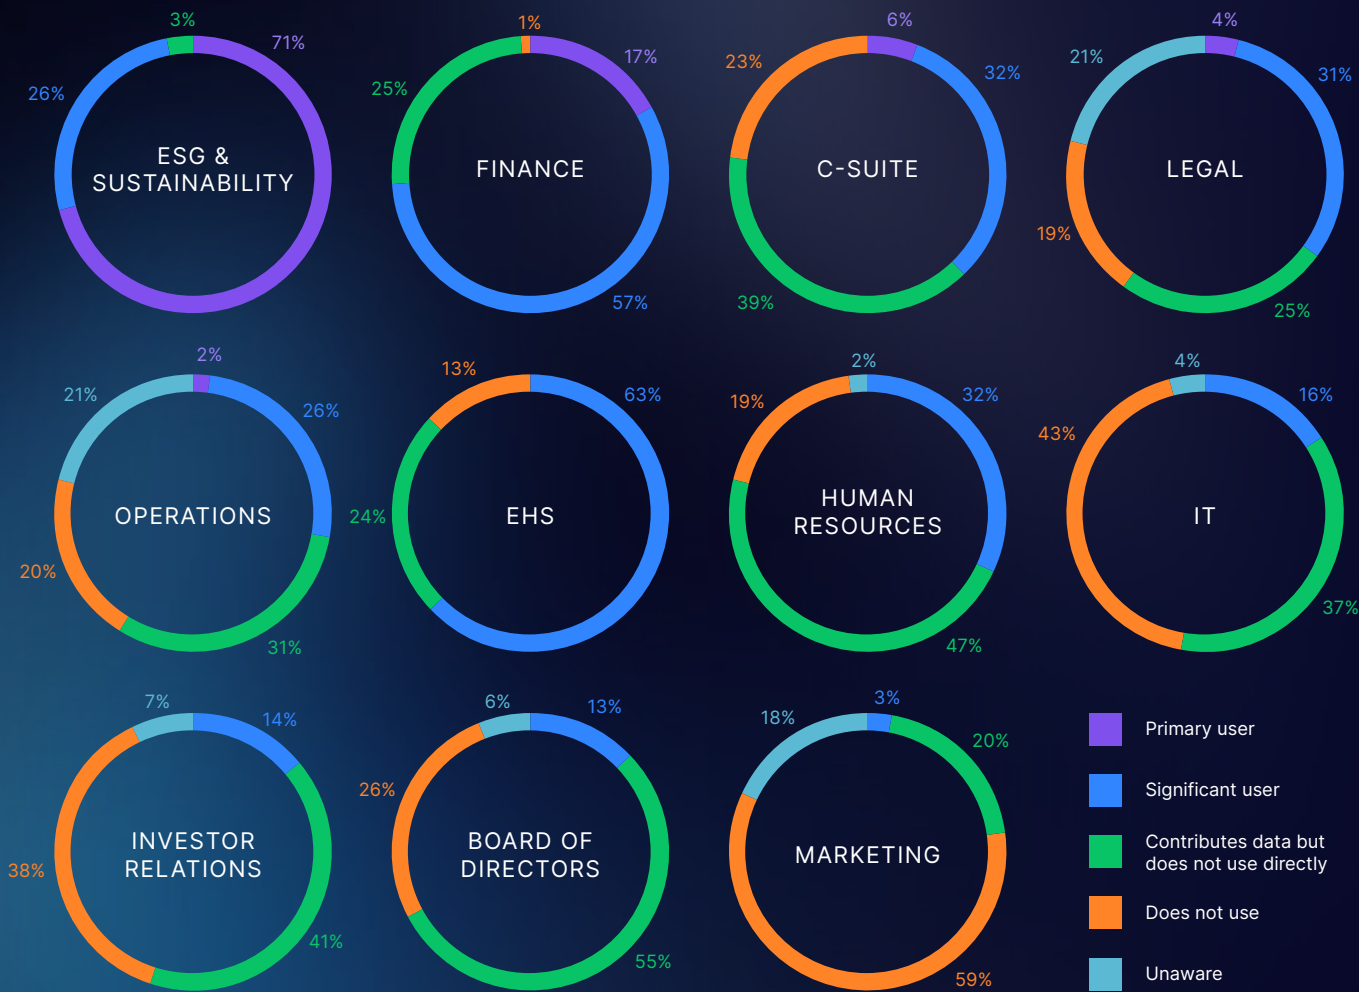 3%
71%
26%
ESG &
SUSTAINABILITY
1%
17%
25%
57%
FINANCE
6%
32%
23%
39%
C-SUITE
4%
31%
21%
19%
25%
LEGAL
2%
26%
21%
20%
31%
OPERATIONS
13%
63%
24%
EHS
2%
32%
19%
47%
HUMAN
RESOURCES
4%
16%
43%
37%
IT
7%
14%
38%
41%
INVESTOR
RELATIONS
6%
13%
26%
55%
BOARD OF
DIRECTORS
3%
18%
20%
59%
MARKETING
Primary user
Significant user
Contributes data but
does not use directly
Does not use
Unaware